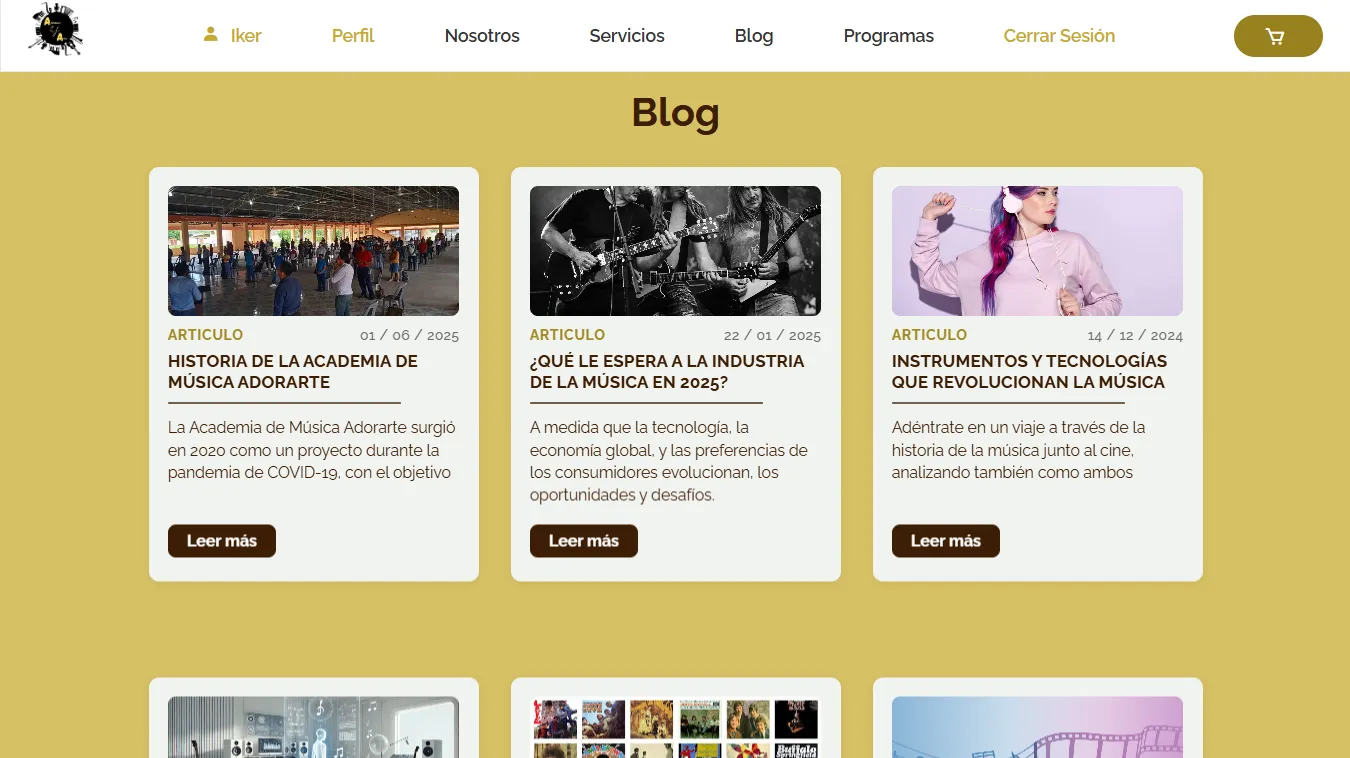 Iker
Perfil
Nosotros
Servicios
Blog
Programas
Cerrar Sesión
Blog
ARTICULO 01 / 06 / 2025
HISTORIA DE LA ACADEMIA DE
MÚSICA ADORARTE
La Academia de Música Adorarte surgió
en 2020 como un proyecto durante la
pandemia de COVID-19, con el objetivo
Leer más
ARTICULO 22 / 01 / 2025
¿QUÉ LE ESPERA A LA INDUSTRIA
DE LA MÚSICA EN 2025?
A medida que la tecnología, la
economía global, y las preferencias de
los consumidores evolucionan, los
oportunidades y desafíos.
Leer más
ARTICULO 14 / 12 / 2024
INSTRUMENTOS Y TECNOLOGÍAS
QUE REVOLUCIONAN LA MÚSICA
Adéntrate en un viaje a través de la
historia de la música junto al cine,
analizando también como ambos
Leer más
Buffalo
Springfield